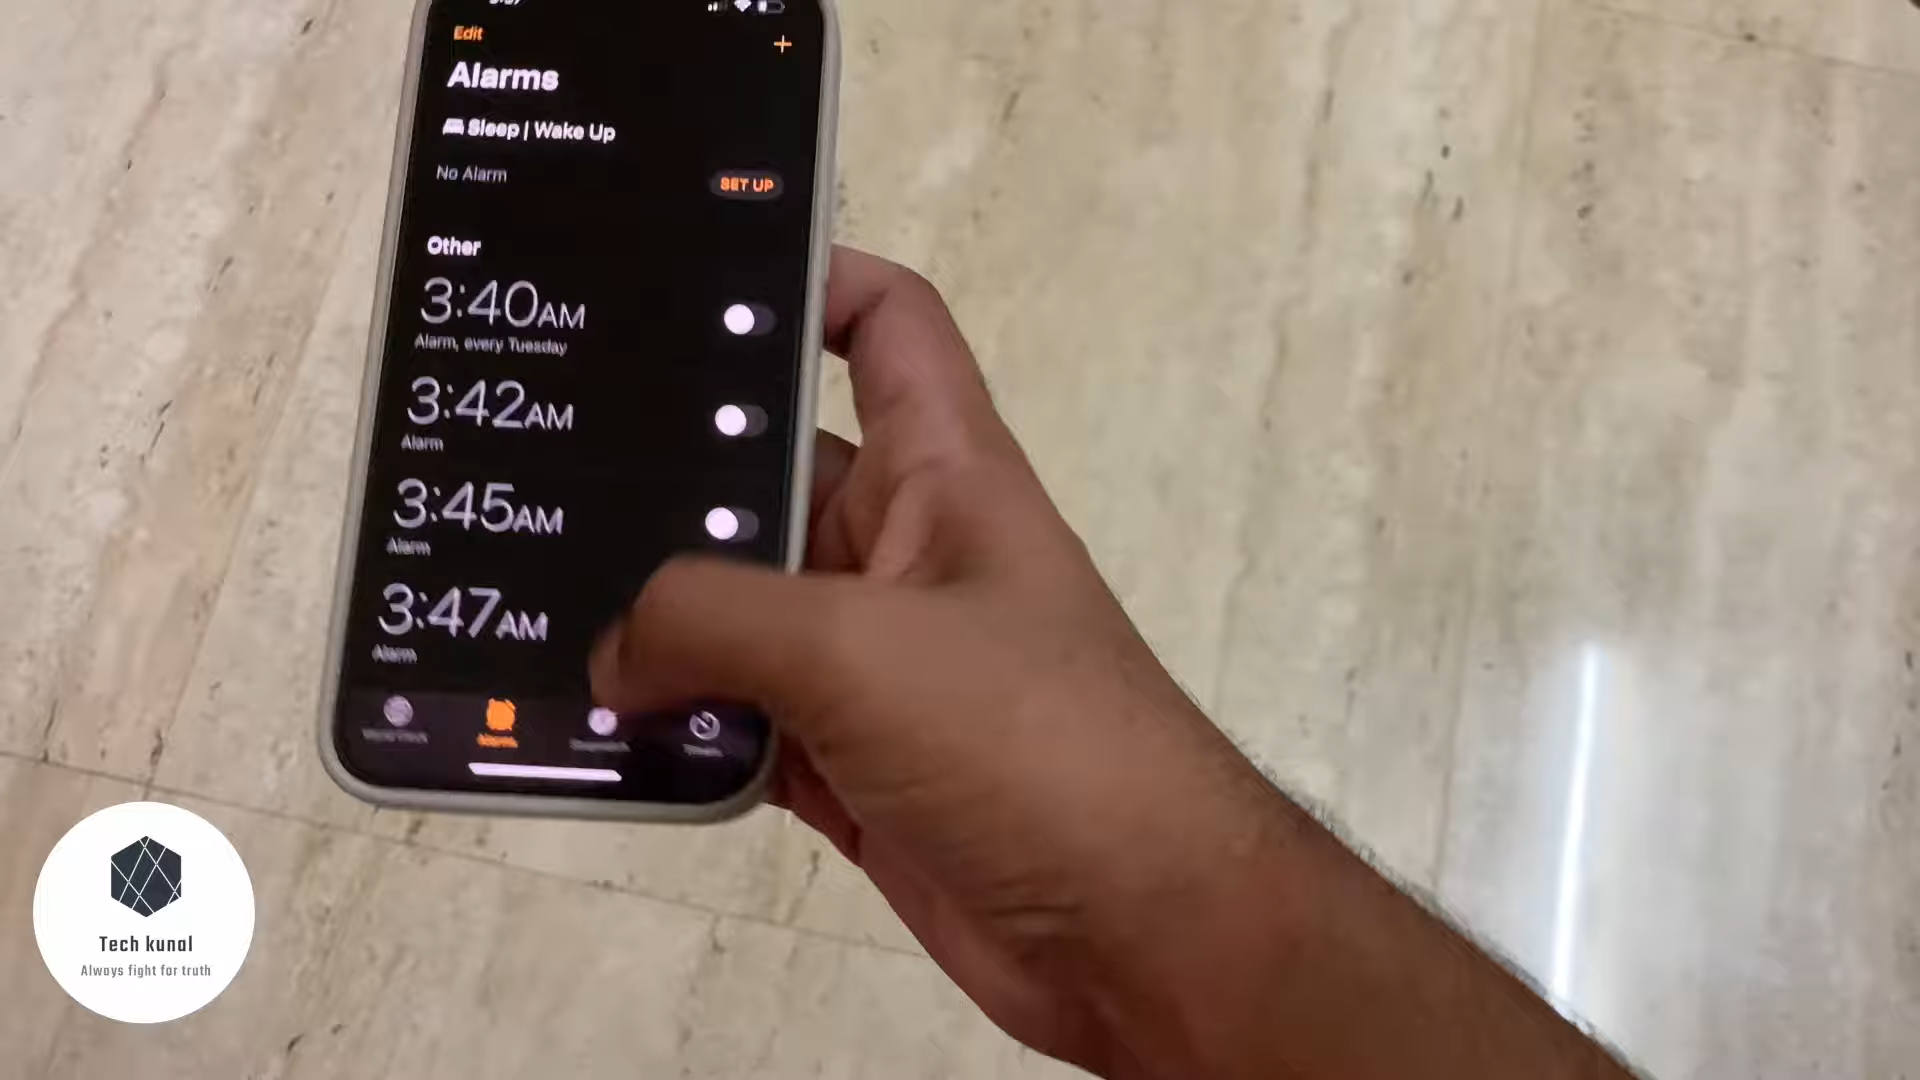 Edit
+
Alarms
Sleep | Wake Up
No Alarm
SET UP
Other
3:40AM
Alarm, every Tuesday
3:42AM
Alarm
3:45AM
Alarm
3:47AM
Alarm
Alarms
Tech kunal
Always fight for truth